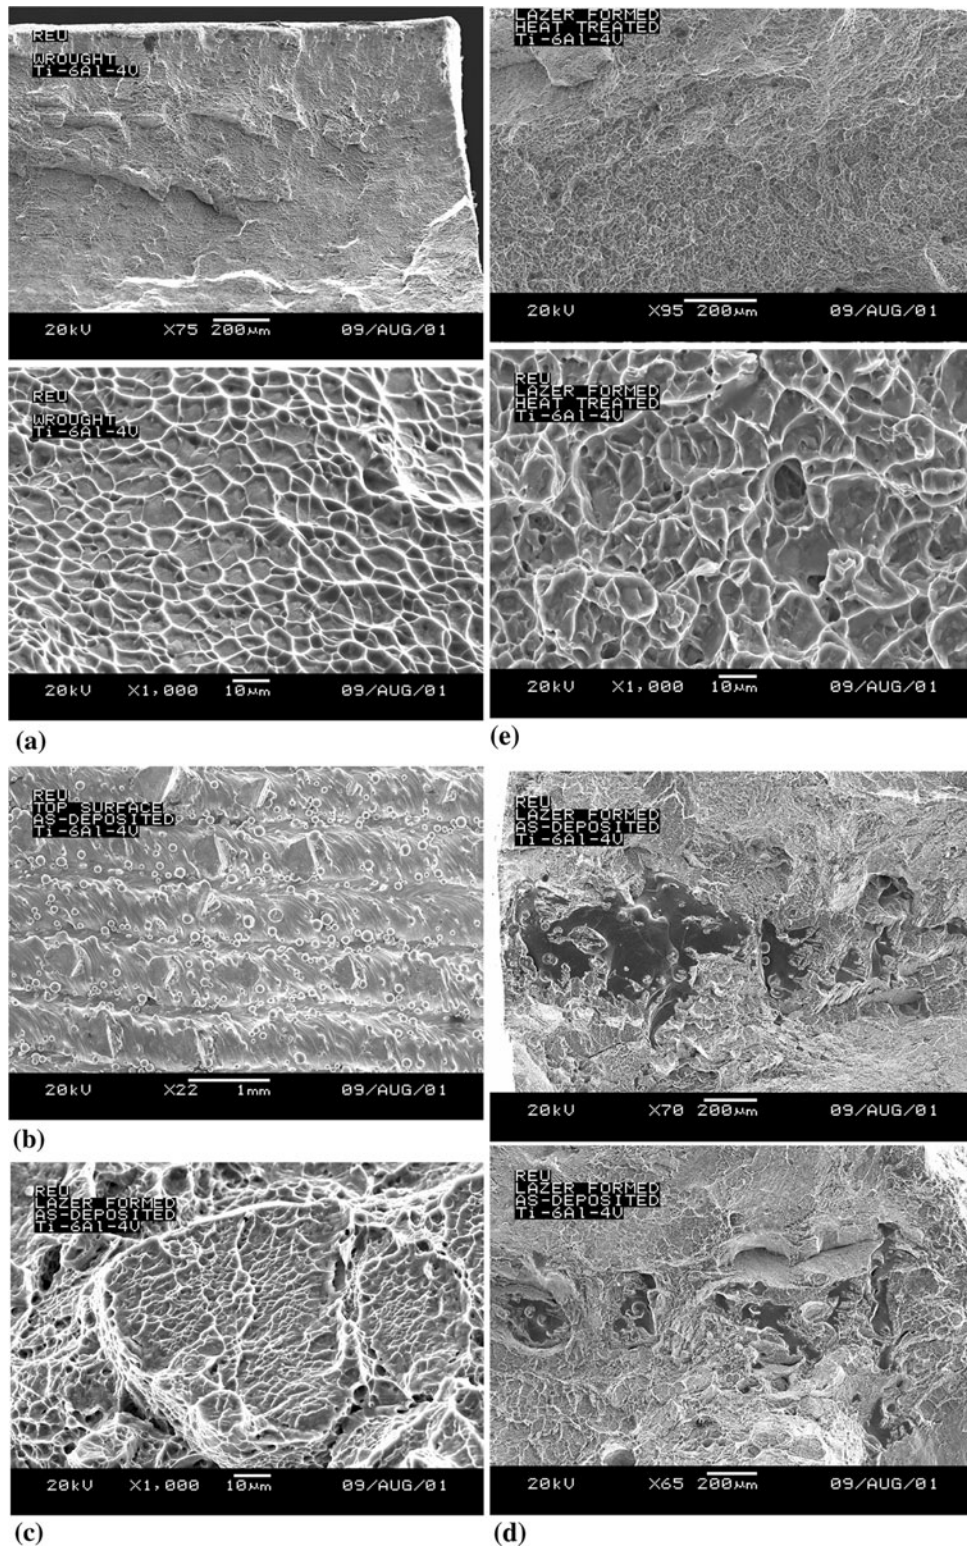 REU
WROUGHT
Ti-6Al-4V
20kV X75 200μm 09/AUG/01
REU
WROUGHT
Ti-6Al-4V
20kV X1,000 10μm 09/AUG/01
(a)
REU
TOP SURFACE
AS-DEPOSITED
Ti-6Al-4V
20kV X22 1mm 09/AUG/01
(b)
REU
LAZER FORMED
AS-DEPOSITED
Ti-6Al-4V
20kV X1,000 10μm 09/AUG/01
(c)
LAZER FORMED
HEAT TREATED
Ti-6Al-4V
20kV X95 200μm 09/AUG/01
REU
LAZER FORMED
HEAT TREATED
Ti-6Al-4V
20kV X1,000 10μm 09/AUG/01
(e)
REU
LAZER FORMED
AS-DEPOSITED
Ti-6Al-4V
20kV X70 200μm 09/AUG/01
REU
LAZER FORMED
AS-DEPOSITED
Ti-6Al-4V
20kV X65 200μm 09/AUG/01
(d)